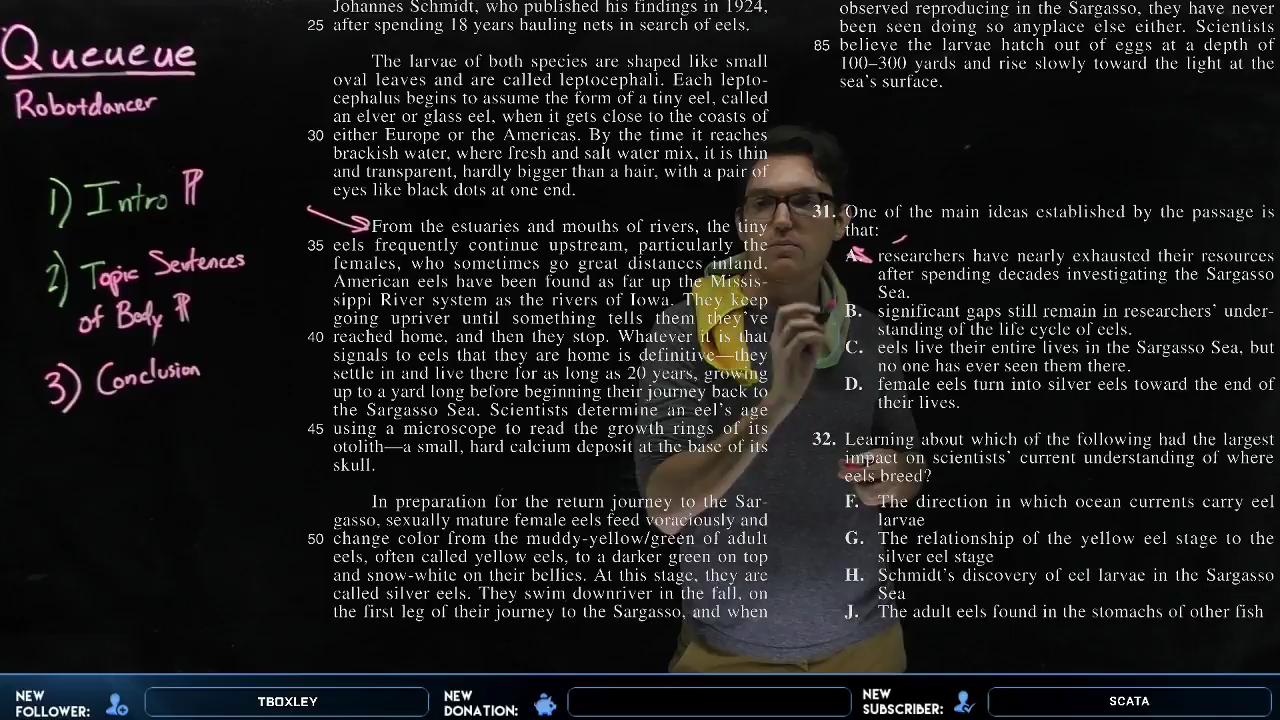 Queueue
Robotdancer
1) Intro ℙ
2) Topic Sentences
of Body ℙ
3) Conclusion
Johannes Schmidt, who published his findings in 1924,
25 after spending 18 years hauling nets in search of eels.
The larvae of both species are shaped like small
oval leaves and are called leptocephali. Each lepto-
cephalus begins to assume the form of a tiny eel, called
an elver or glass eel, when it gets close to the coasts of
30 either Europe or the Americas. By the time it reaches
brackish water, where fresh and salt water mix, it is thin
and transparent, hardly bigger than a hair, with a pair of
eyes like black dots at one end.
From the estuaries and mouths of rivers, the tiny
35 eels frequently continue upstream, particularly the
females, who sometimes go great distances inland.
American eels have been found as far up the Missis-
sippi River system as the rivers of Iowa. They keep
going upriver until something tells them they've
40 reached home, and then they stop. Whatever it is that
signals to eels that they are home is definitive—they
settle in and live there for as long as 20 years, growing
up to a yard long before beginning their journey back to
the Sargasso Sea. Scientists determine an eel's age
45 using a microscope to read the growth rings of its
otolith—a small, hard calcium deposit at the base of its
skull.
In preparation for the return journey to the Sar-
gasso, sexually mature female eels feed voraciously and
50 change color from the muddy-yellow/green of adult
eels, often called yellow eels, to a darker green on top
and snow-white on their bellies. At this stage, they are
called silver eels. They swim downriver in the fall, on
the first leg of their journey to the Sargasso, and when
observed reproducing in the Sargasso, they have never
been seen doing so anyplace else either. Scientists
85 believe the larvae hatch out of eggs at a depth of
100–300 yards and rise slowly toward the light at the
sea's surface.
31. One of the main ideas established by the passage is
that:
A. researchers have nearly exhausted their resources
after spending decades investigating the Sargasso
Sea.
B. significant gaps still remain in researchers' under-
standing of the life cycle of eels.
C. eels live their entire lives in the Sargasso Sea, but
no one has ever seen them there.
D. female eels turn into silver eels toward the end of
their lives.
32. Learning about which of the following had the largest
impact on scientists' current understanding of where
eels breed?
F. The direction in which ocean currents carry eel
larvae
G. The relationship of the yellow eel stage to the
silver eel stage
H. Schmidt's discovery of eel larvae in the Sargasso
Sea
J. The adult eels found in the stomachs of other fish
NEW
FOLLOWER:
TBOXLEY
NEW
DONATION:
NEW
SUBSCRIBER:
SCATA